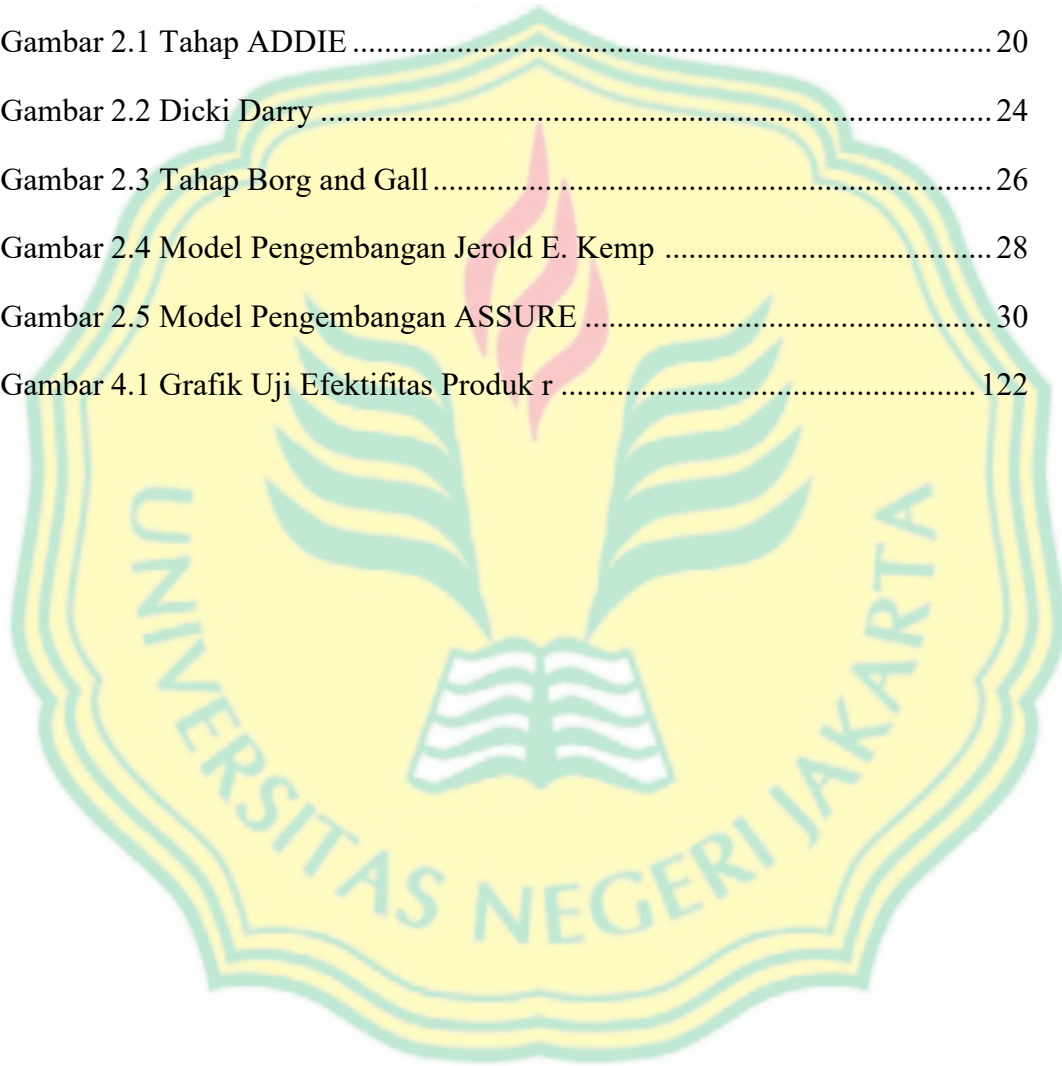 Gambar 2.1 Tahap ADDIE ........................................................................ 20
Gambar 2.2 Dicki Darry ........................................................................... 24
Gambar 2.3 Tahap Borg and Gall ............................................................. 26
Gambar 2.4 Model Pengembangan Jerold E. Kemp ................................... 28
Gambar 2.5 Model Pengembangan ASSURE ............................................ 30
Gambar 4.1 Grafik Uji Efektifitas Produk r .............................................. 122
UNIVERSITAS NEGERI JAKARTA